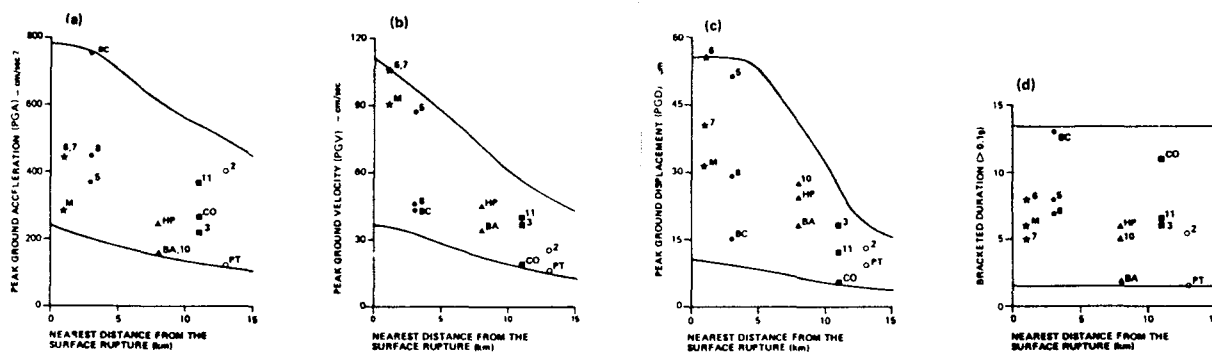 (a)
PEAK GROUND ACCELERATION (PGA) – cm/sec²
800
600
400
200
0
BC
6,7
8
5
M
11
2
CO
HP
3
BA,10
PT
0 5 10 15
NEAREST DISTANCE FROM THE
SURFACE RUPTURE (km)
(b)
PEAK GROUND VELOCITY (PGV) – cm/sec
120
90
60
30
0
6,7
M
5
8
BC
HP
BA
11
3
2
CO
PT
0 5 10 15
NEAREST DISTANCE FROM THE
SURFACE RUPTURE (km)
(c)
PEAK GROUND DISPLACEMENT (PGD)
60
45
30
15
0
6
5
7
M
8
10
HP
BA
3
BC
2
11
PT
CO
0 5 10 15
NEAREST DISTANCE FROM THE
SURFACE RUPTURE (km)
(d)
BRACKETED DURATION (> 0.1g)
15
10
5
0
BC
CO
6
5
8
M
HP
11
3
7
10
2
BA
PT
0 5 10 15
NEAREST DISTANCE FROM THE
SURFACE RUPTURE (km)